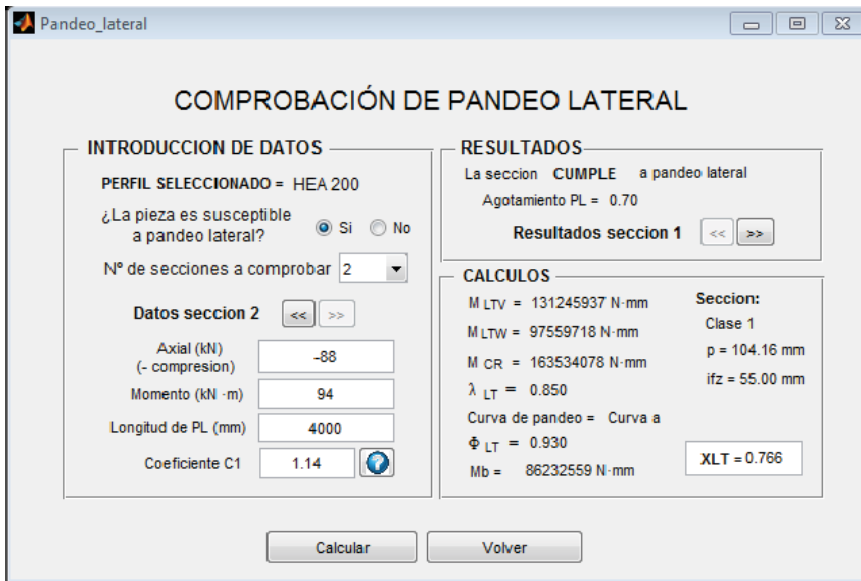 Pandeo_lateral
COMPROBACIÓN DE PANDEO LATERAL
INTRODUCCION DE DATOS
PERFIL SELECCIONADO = HEA 200
¿La pieza es susceptible
a pandeo lateral?
Si
No
Nº de secciones a comprobar 2
Datos seccion 2 << >>
Axial (kN)
(- compresion)
-88
Momento (kN·m) 94
Longitud de PL (mm) 4000
Coeficiente C1 1.14
RESULTADOS
La seccion CUMPLE a pandeo lateral
Agotamiento PL = 0.70
Resultados seccion 1 << >>
CALCULOS
M LTV = 131245937 N·mm
M LTW = 97559718 N·mm
M CR = 163534078 N·mm
λ LT = 0.850
Curva de pandeo = Curva a
Φ LT = 0.930
Mb = 86232559 N·mm
Seccion:
Clase 1
p = 104.16 mm
ifz = 55.00 mm
XLT = 0.766
Calcular
Volver